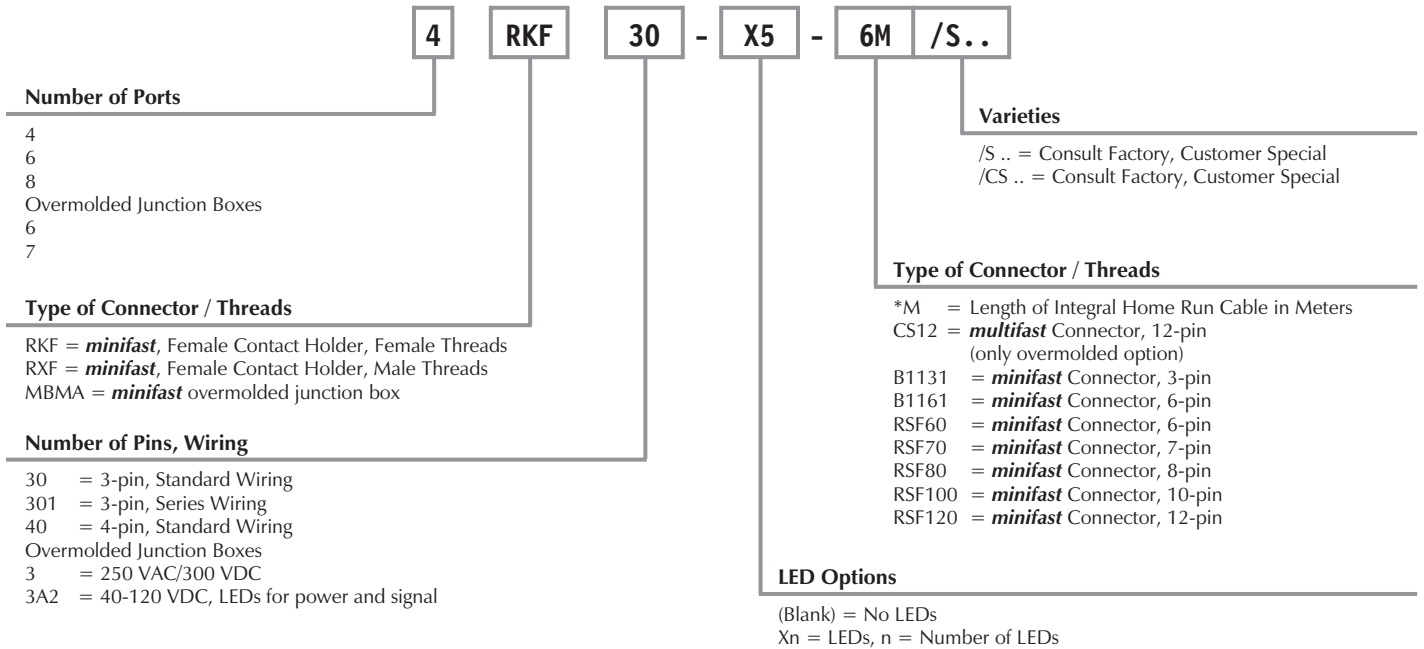 4 RKF 30 - X5 - 6M /S..
Number of Ports
4
6
8
Overmolded Junction Boxes
6
7
Type of Connector / Threads
RKF = minifast, Female Contact Holder, Female Threads
RXF = minifast, Female Contact Holder, Male Threads
MBMA = minifast overmolded junction box
Number of Pins, Wiring
30 = 3-pin, Standard Wiring
301 = 3-pin, Series Wiring
40 = 4-pin, Standard Wiring
Overmolded Junction Boxes
3 = 250 VAC/300 VDC
3A2 = 40-120 VDC, LEDs for power and signal
Varieties
/S .. = Consult Factory, Customer Special
/CS .. = Consult Factory, Customer Special
Type of Connector / Threads
*M = Length of Integral Home Run Cable in Meters
CS12 = multifast Connector, 12-pin
(only overmolded option)
B1131 = minifast Connector, 3-pin
B1161 = minifast Connector, 6-pin
RSF60 = minifast Connector, 6-pin
RSF70 = minifast Connector, 7-pin
RSF80 = minifast Connector, 8-pin
RSF100 = minifast Connector, 10-pin
RSF120 = minifast Connector, 12-pin
LED Options
(Blank) = No LEDs
Xn = LEDs, n = Number of LEDs